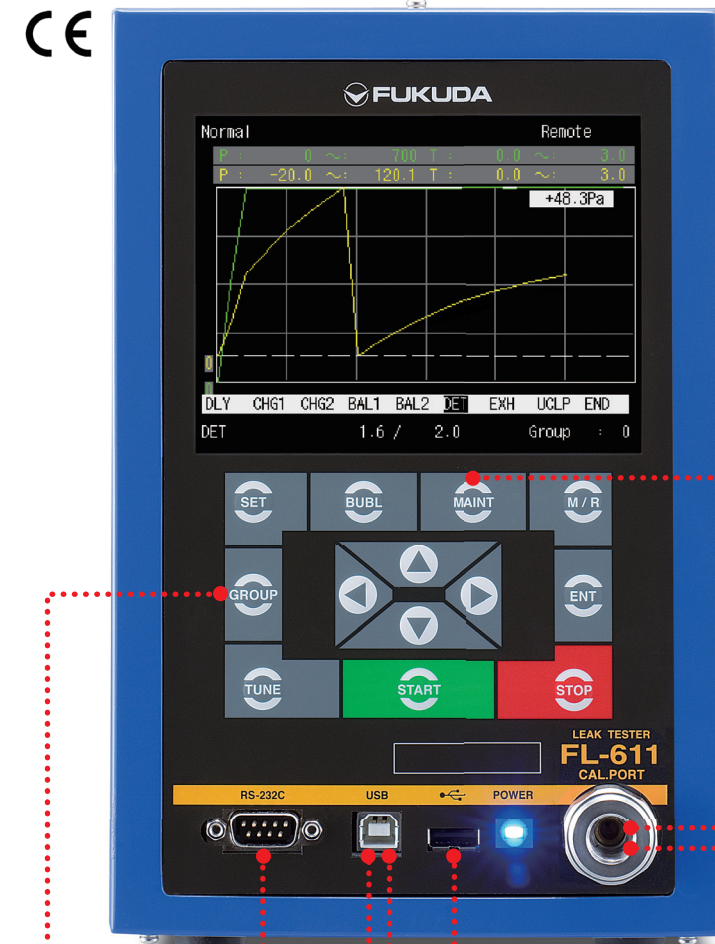 CE
FUKUDA
Normal Remote
P : 0 ~: 700 T : 0.0 ~: 3.0
P : -20.0 ~: 120.1 T : 0.0 ~: 3.0
+48.3Pa
0
0
DLY CHG1 CHG2 BAL1 BAL2 DET EXH UCLP END
DET 1.6 / 2.0 Group : 0
SET BUBL MAINT M/R
GROUP ENT
TUNE START STOP
LEAK TESTER
FL-611
CAL.PORT
RS-232C USB POWER